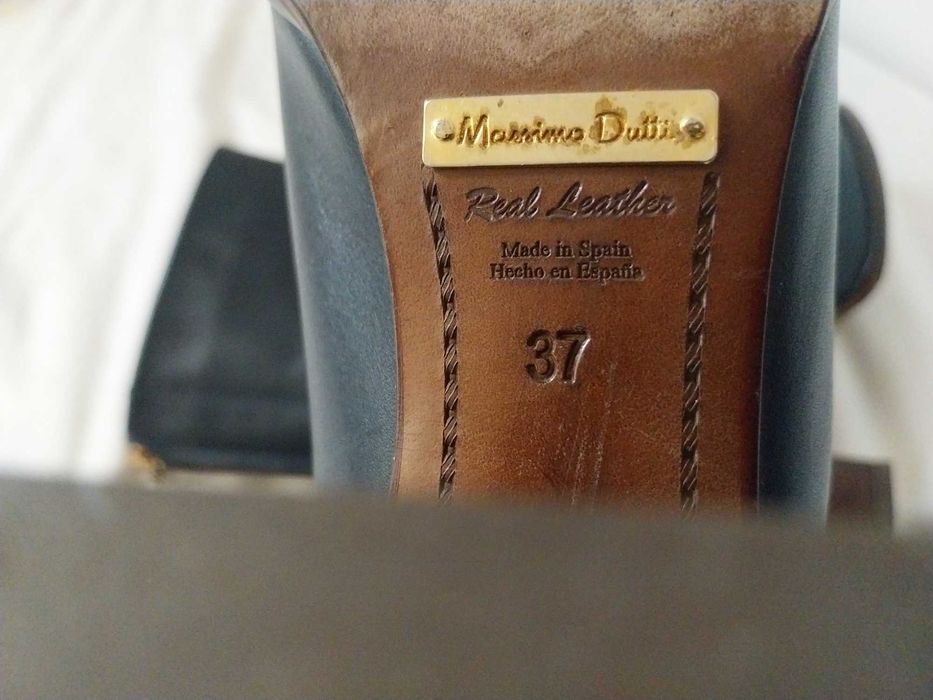 Massimo Dutti
Real Leather
Made in Spain
Hecho en España
37